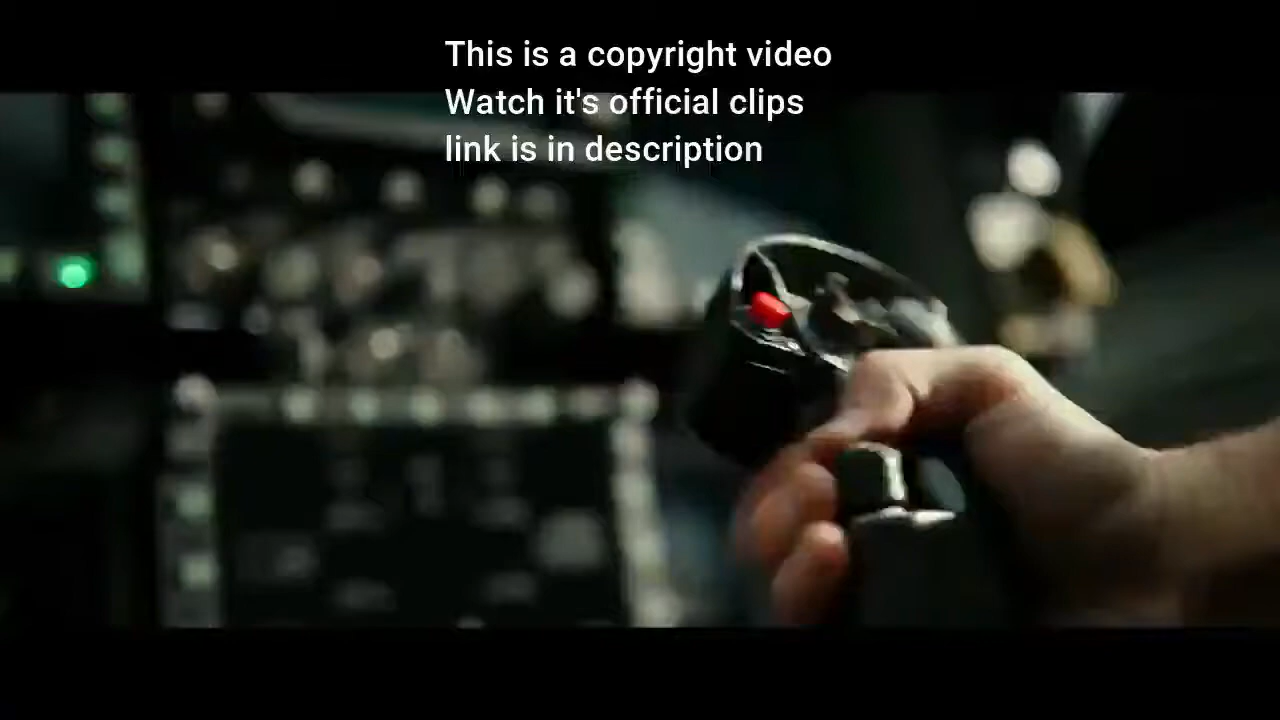 This is a copyright video
Watch it's official clips
link is in description